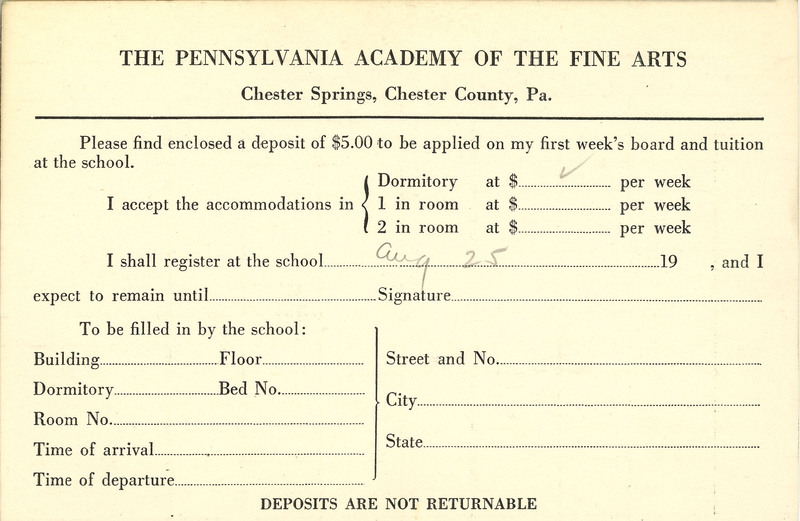 THE PENNSYLVANIA ACADEMY OF THE FINE ARTS
Chester Springs, Chester County, Pa.
Please find enclosed a deposit of $5.00 to be applied on my first week's board and tuition
at the school.
I accept the accommodations in { Dormitory at $ ✓ per week
1 in room at $ per week
2 in room at $ per week
I shall register at the school Aug 25 19 , and I
expect to remain until Signature
To be filled in by the school:
Building Floor
Dormitory Bed No.
Room No.
Time of arrival
Time of departure
Street and No.
City
State
DEPOSITS ARE NOT RETURNABLE